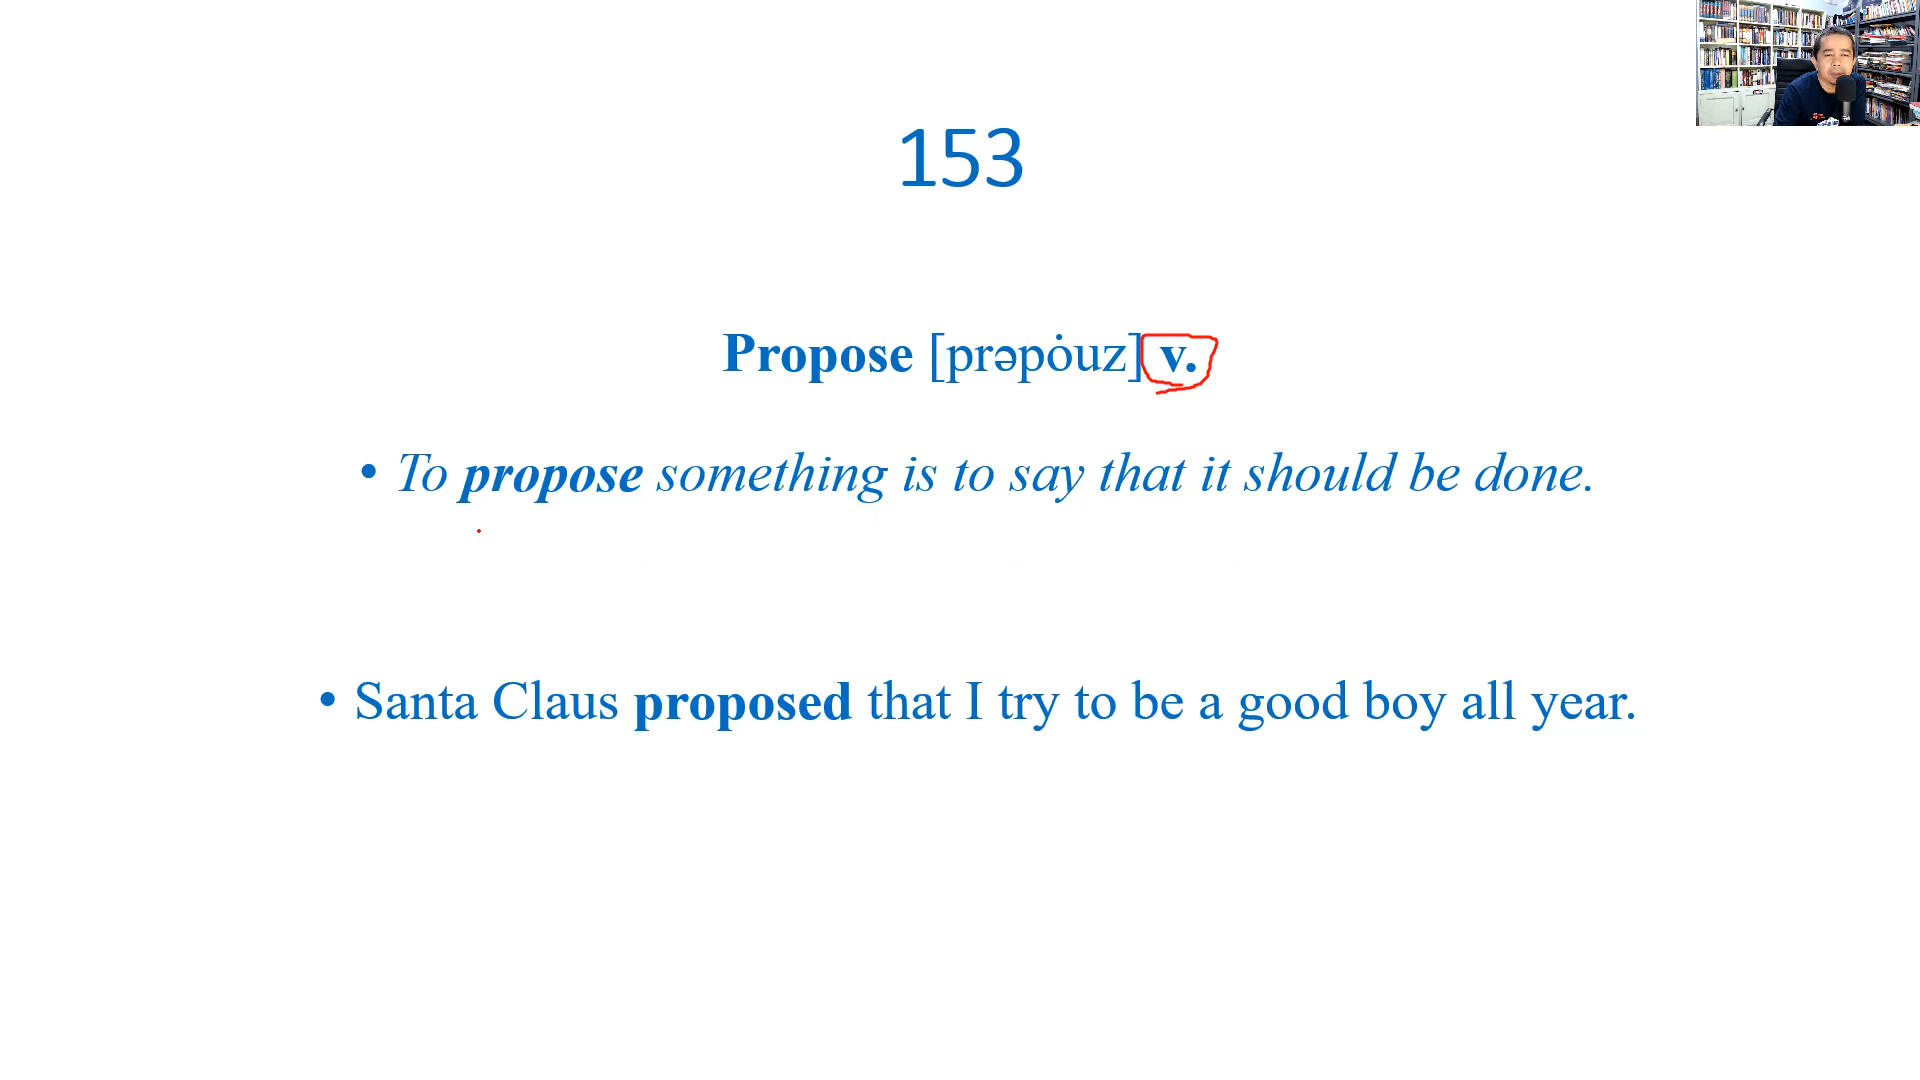 153
Propose [prəpȯuz] v.
• To propose something is to say that it should be done.
• Santa Claus proposed that I try to be a good boy all year.